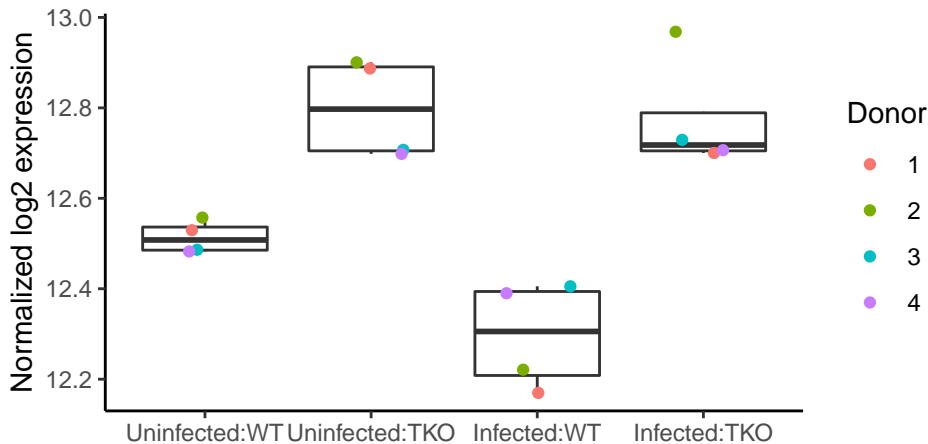 Normalized log2 expression
13.0
12.8
12.6
12.4
12.2
Uninfected:WT
Uninfected:TKO
Infected:WT
Infected:TKO
Donor
1
2
3
4